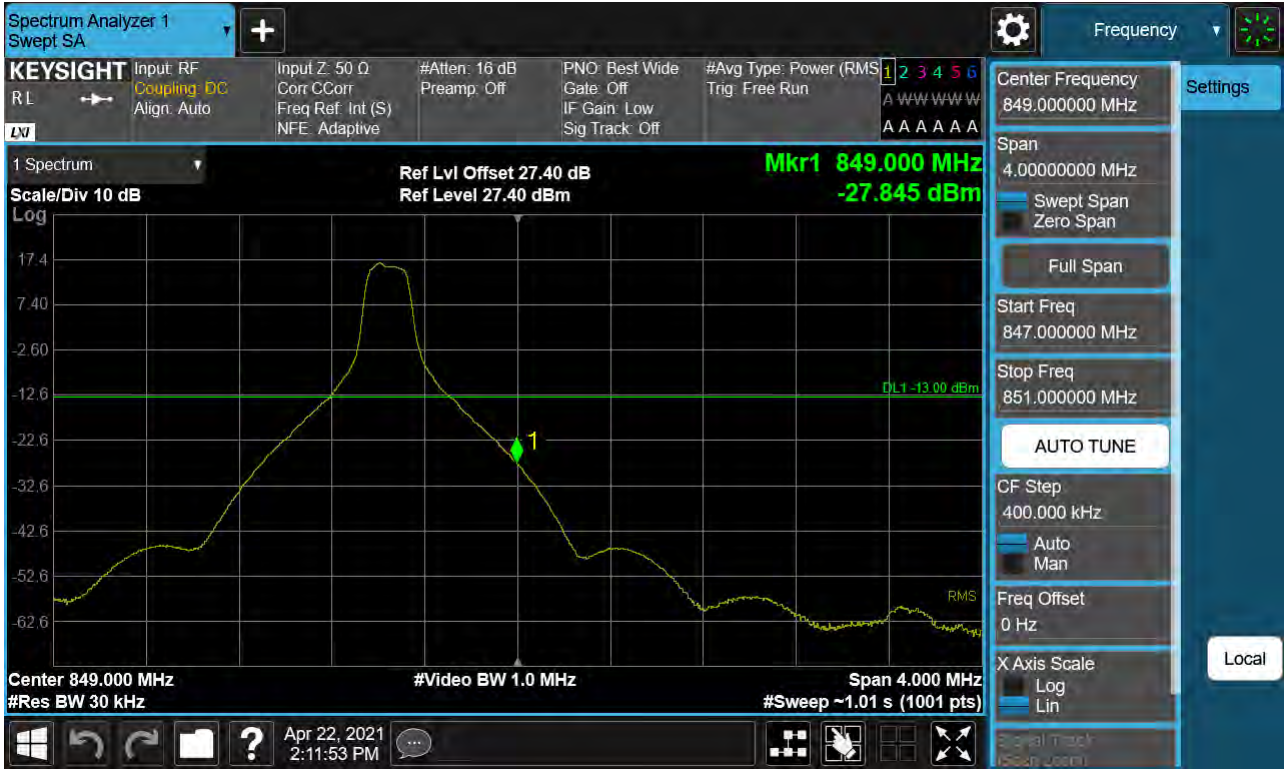 Spectrum Analyzer 1
Swept SA
+
Frequency
KEYSIGHT
RL
LXI
Input: RF
Coupling: DC
Align: Auto
Input Z: 50 Ω
Corr CCorr
Freq Ref: Int (S)
NFE: Adaptive
#Atten: 16 dB
Preamp: Off
PNO: Best Wide
Gate: Off
IF Gain: Low
Sig Track: Off
#Avg Type: Power (RMS
Trig: Free Run
1 2 3 4 5 6
A W W W W W
A A A A A A
1 Spectrum
Scale/Div 10 dB
Log
Ref Lvl Offset 27.40 dB
Ref Level 27.40 dBm
Mkr1 849.000 MHz
-27.845 dBm
17.4
7.40
-2.60
-12.6
-22.6
-32.6
-42.6
-52.6
-62.6
DL1 -13.00 dBm
1
RMS
Center 849.000 MHz
#Res BW 30 kHz
#Video BW 1.0 MHz
Span 4.000 MHz
#Sweep ~1.01 s (1001 pts)
Center Frequency
849.000000 MHz
Settings
Span
4.00000000 MHz
Swept Span
Zero Span
Full Span
Start Freq
847.000000 MHz
Stop Freq
851.000000 MHz
AUTO TUNE
CF Step
400.000 kHz
Auto
Man
Freq Offset
0 Hz
X Axis Scale
Log
Lin
Local
Signal Track
(Span Zoom)
?
Apr 22, 2021
2:11:53 PM